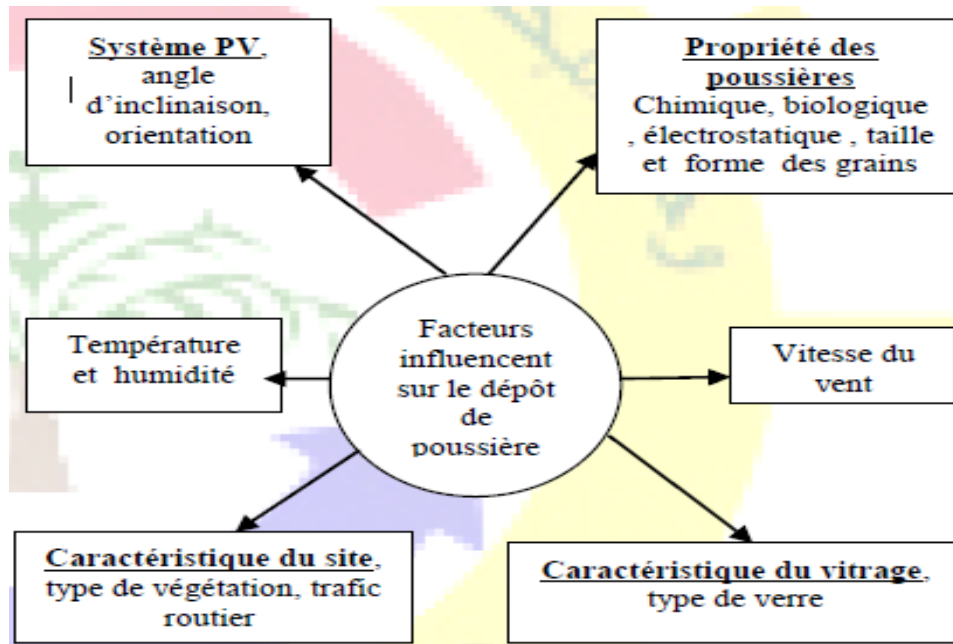 Système PV,
angle
d’inclinaison,
orientation
Propriété des
poussières
Chimique, biologique
, électrostatique , taille
et forme des grains
Facteurs
influencent
sur le dépôt
de
poussière
Température
et humidité
Vitesse du
vent
Caractéristique du site,
type de végétation, trafic
routier
Caractéristique du vitrage,
type de verre